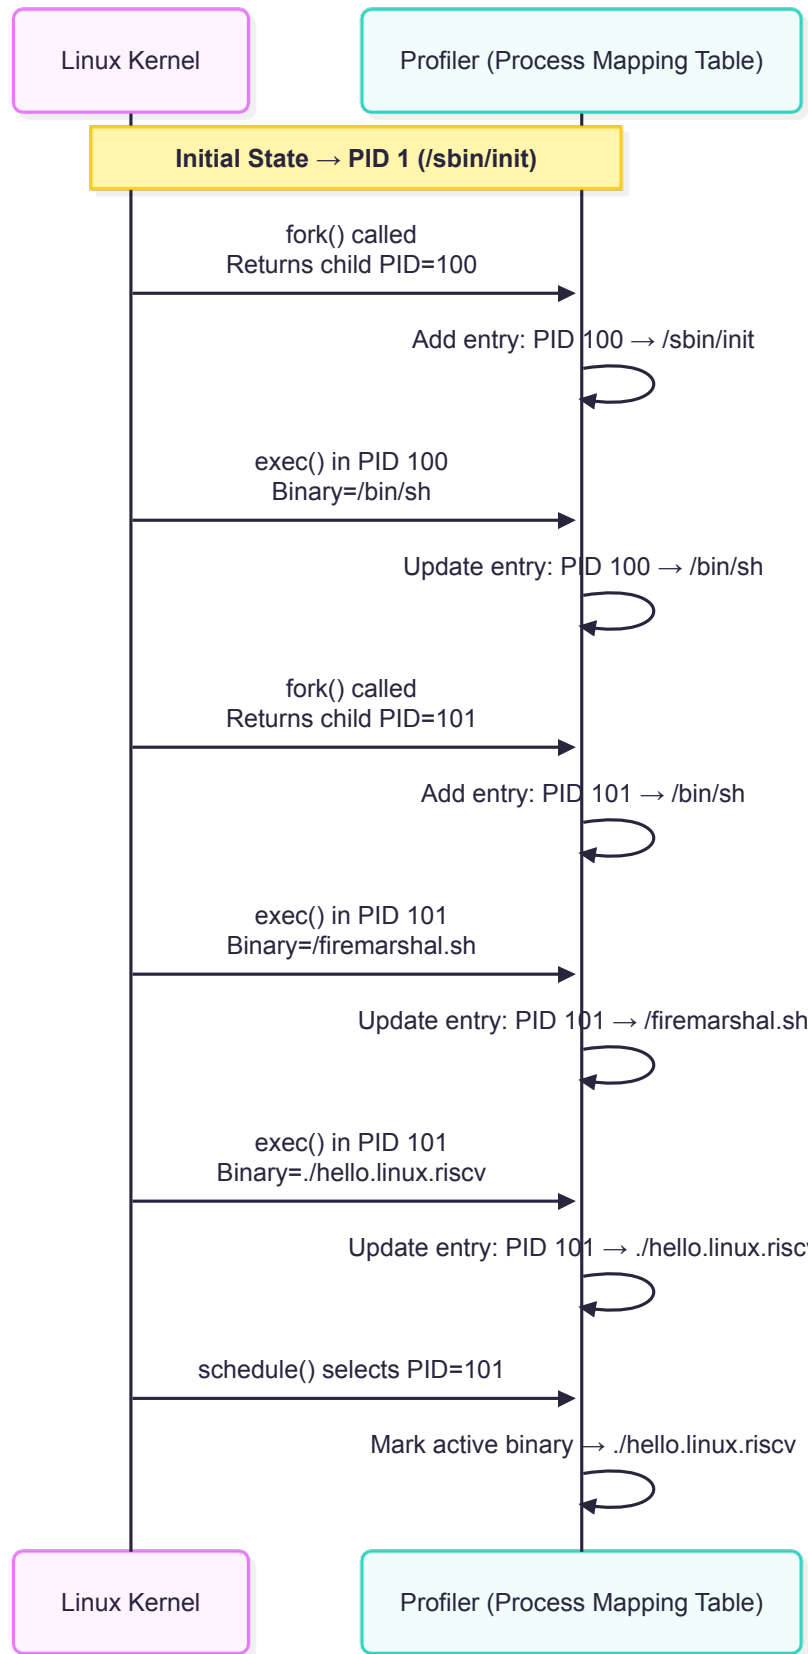 Linux Kernel
Profiler (Process Mapping Table)
Initial State → PID 1 (/sbin/init)
fork() called
Returns child PID=100
Add entry: PID 100 → /sbin/init
exec() in PID 100
Binary=/bin/sh
Update entry: PID 100 → /bin/sh
fork() called
Returns child PID=101
Add entry: PID 101 → /bin/sh
exec() in PID 101
Binary=/firemarshal.sh
Update entry: PID 101 → /firemarshal.sh
exec() in PID 101
Binary=./hello.linux.riscv
Update entry: PID 101 → ./hello.linux.riscv
schedule() selects PID=101
Mark active binary → ./hello.linux.riscv
Linux Kernel
Profiler (Process Mapping Table)